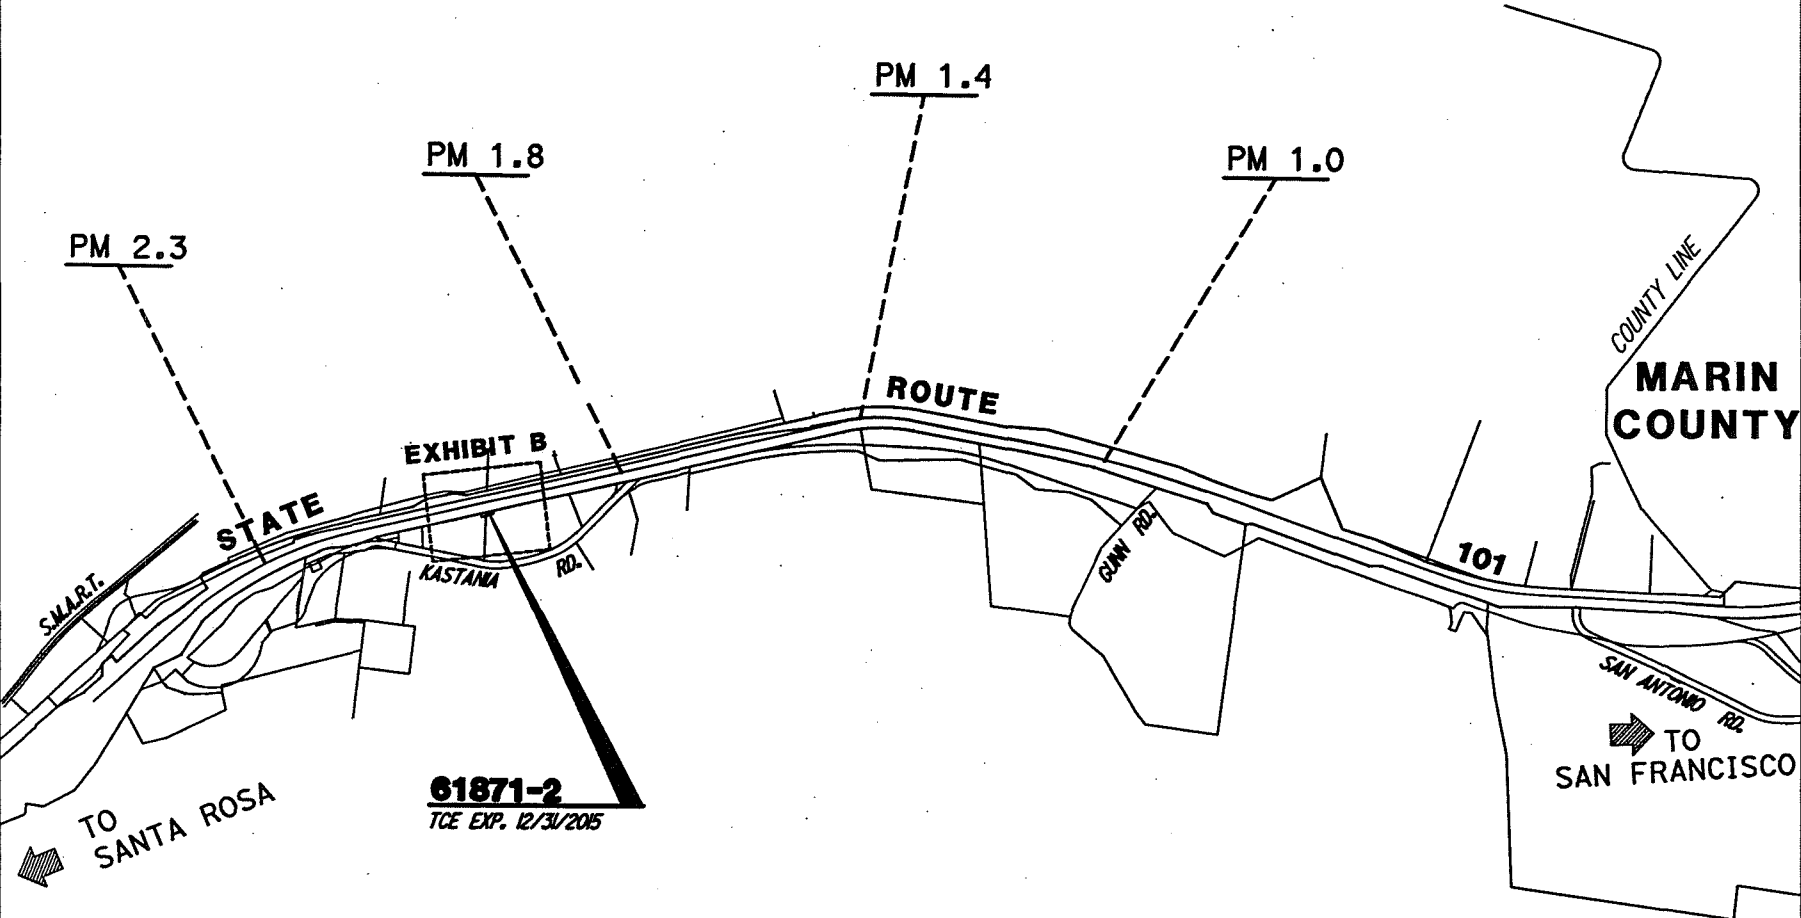 PM 1.4
PM 1.8
PM 1.0
PM 2.3
COUNTY LINE
MARIN
COUNTY
STATE
ROUTE
101
EXHIBIT B
S.M.A.R.T.
KASTANIA
RD.
GUNN RD.
SAN ANTONIO RD.
TO
SAN FRANCISCO
61871-2
TCE EXP. 12/31/2015
TO
SANTA ROSA